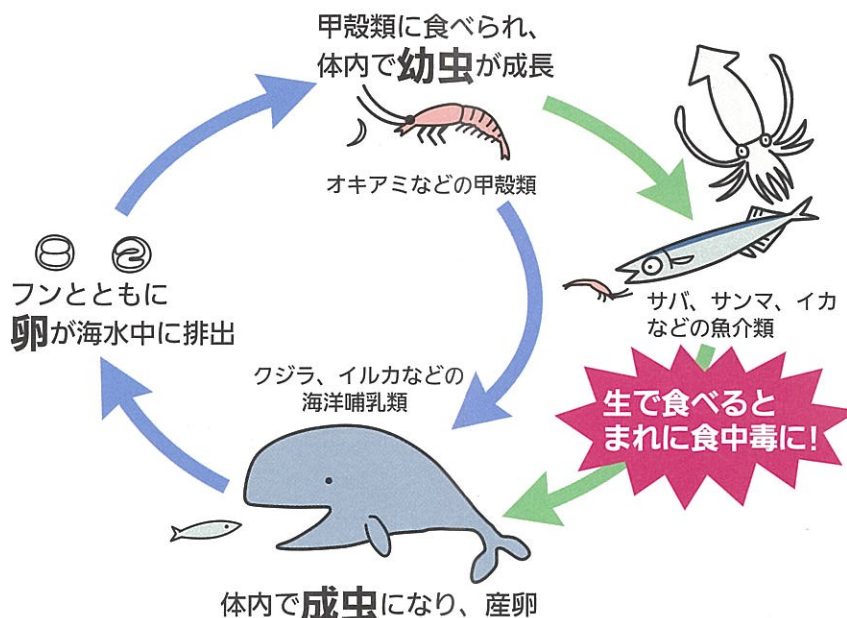 甲殻類に食べられ、
体内で幼虫が成長
オキアミなどの甲殻類
サバ、サンマ、イカ
などの魚介類
生で食べると
まれに食中毒に!
クジラ、イルカなどの
海洋哺乳類
体内で成虫になり、産卵
フンとともに
卵が海水中に排出